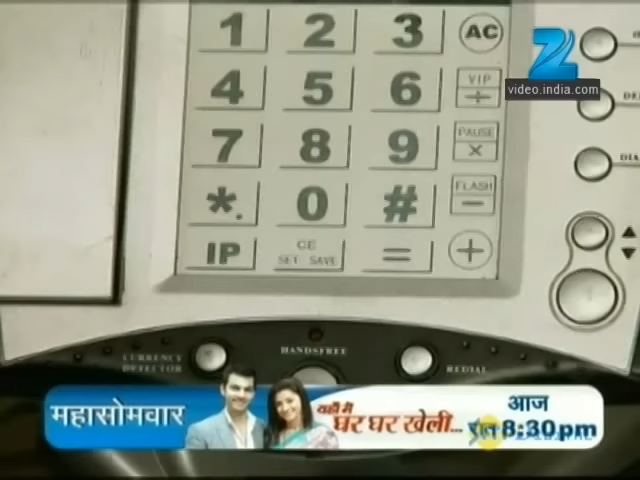 1 2 3 AC
4 5 6 VIP ÷
7 8 9 PAUSE ×
*. 0 # FLASH −
IP CE SET SAVE = +
Z
video.india.com
CURRENCY DETECTOR
HANDSFREE
REDIAL
महासोमवार
यहाँ मैं
घर घर खेली...
आज
रात 8:30pm